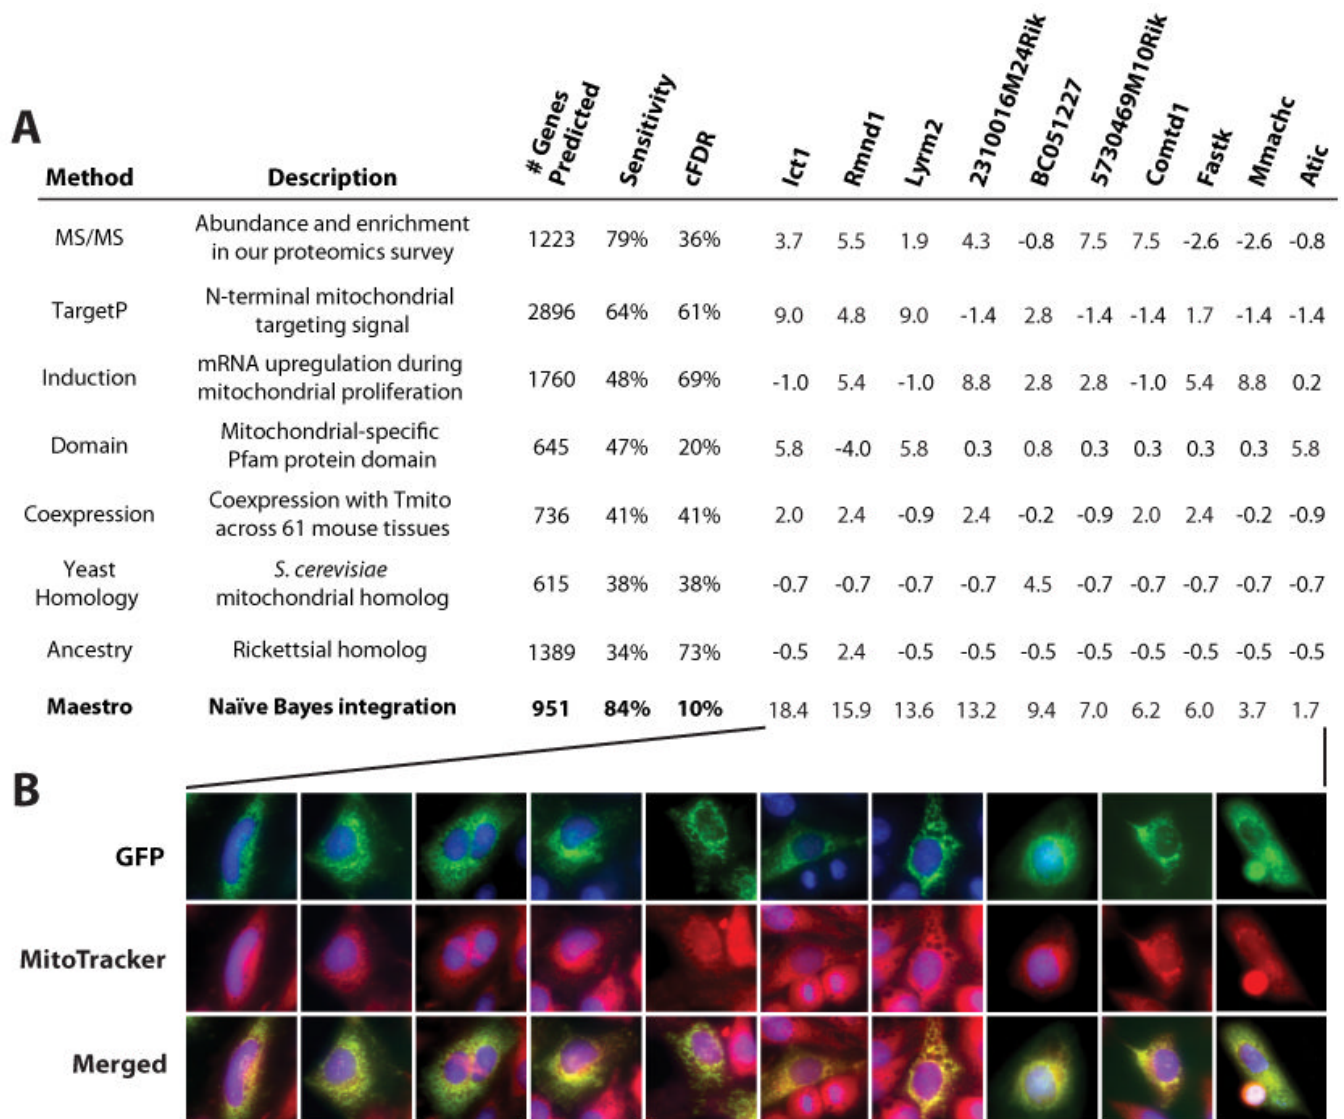 A
Method Description # Genes Predicted Sensitivity cFDR Ict1 Rmnd1 Lyrm2 2310016M24Rik BC051227 5730469M10Rik Comtd1 Fastk Mmachc Atic
MS/MS Abundance and enrichment in our proteomics survey 1223 79% 36% 3.7 5.5 1.9 4.3 -0.8 7.5 7.5 -2.6 -2.6 -0.8
TargetP N-terminal mitochondrial targeting signal 2896 64% 61% 9.0 4.8 9.0 -1.4 2.8 -1.4 -1.4 1.7 -1.4 -1.4
Induction mRNA upregulation during mitochondrial proliferation 1760 48% 69% -1.0 5.4 -1.0 8.8 2.8 2.8 -1.0 5.4 8.8 0.2
Domain Mitochondrial-specific Pfam protein domain 645 47% 20% 5.8 -4.0 5.8 0.3 0.8 0.3 0.3 0.3 0.3 5.8
Coexpression Coexpression with Tmito across 61 mouse tissues 736 41% 41% 2.0 2.4 -0.9 2.4 -0.2 -0.9 2.0 2.4 -0.2 -0.9
Yeast Homology S. cerevisiae mitochondrial homolog 615 38% 38% -0.7 -0.7 -0.7 -0.7 4.5 -0.7 -0.7 -0.7 -0.7 -0.7
Ancestry Rickettsial homolog 1389 34% 73% -0.5 2.4 -0.5 -0.5 -0.5 -0.5 -0.5 -0.5 -0.5 -0.5
Maestro Naïve Bayes integration 951 84% 10% 18.4 15.9 13.6 13.2 9.4 7.0 6.2 6.0 3.7 1.7
B
GFP
MitoTracker
Merged